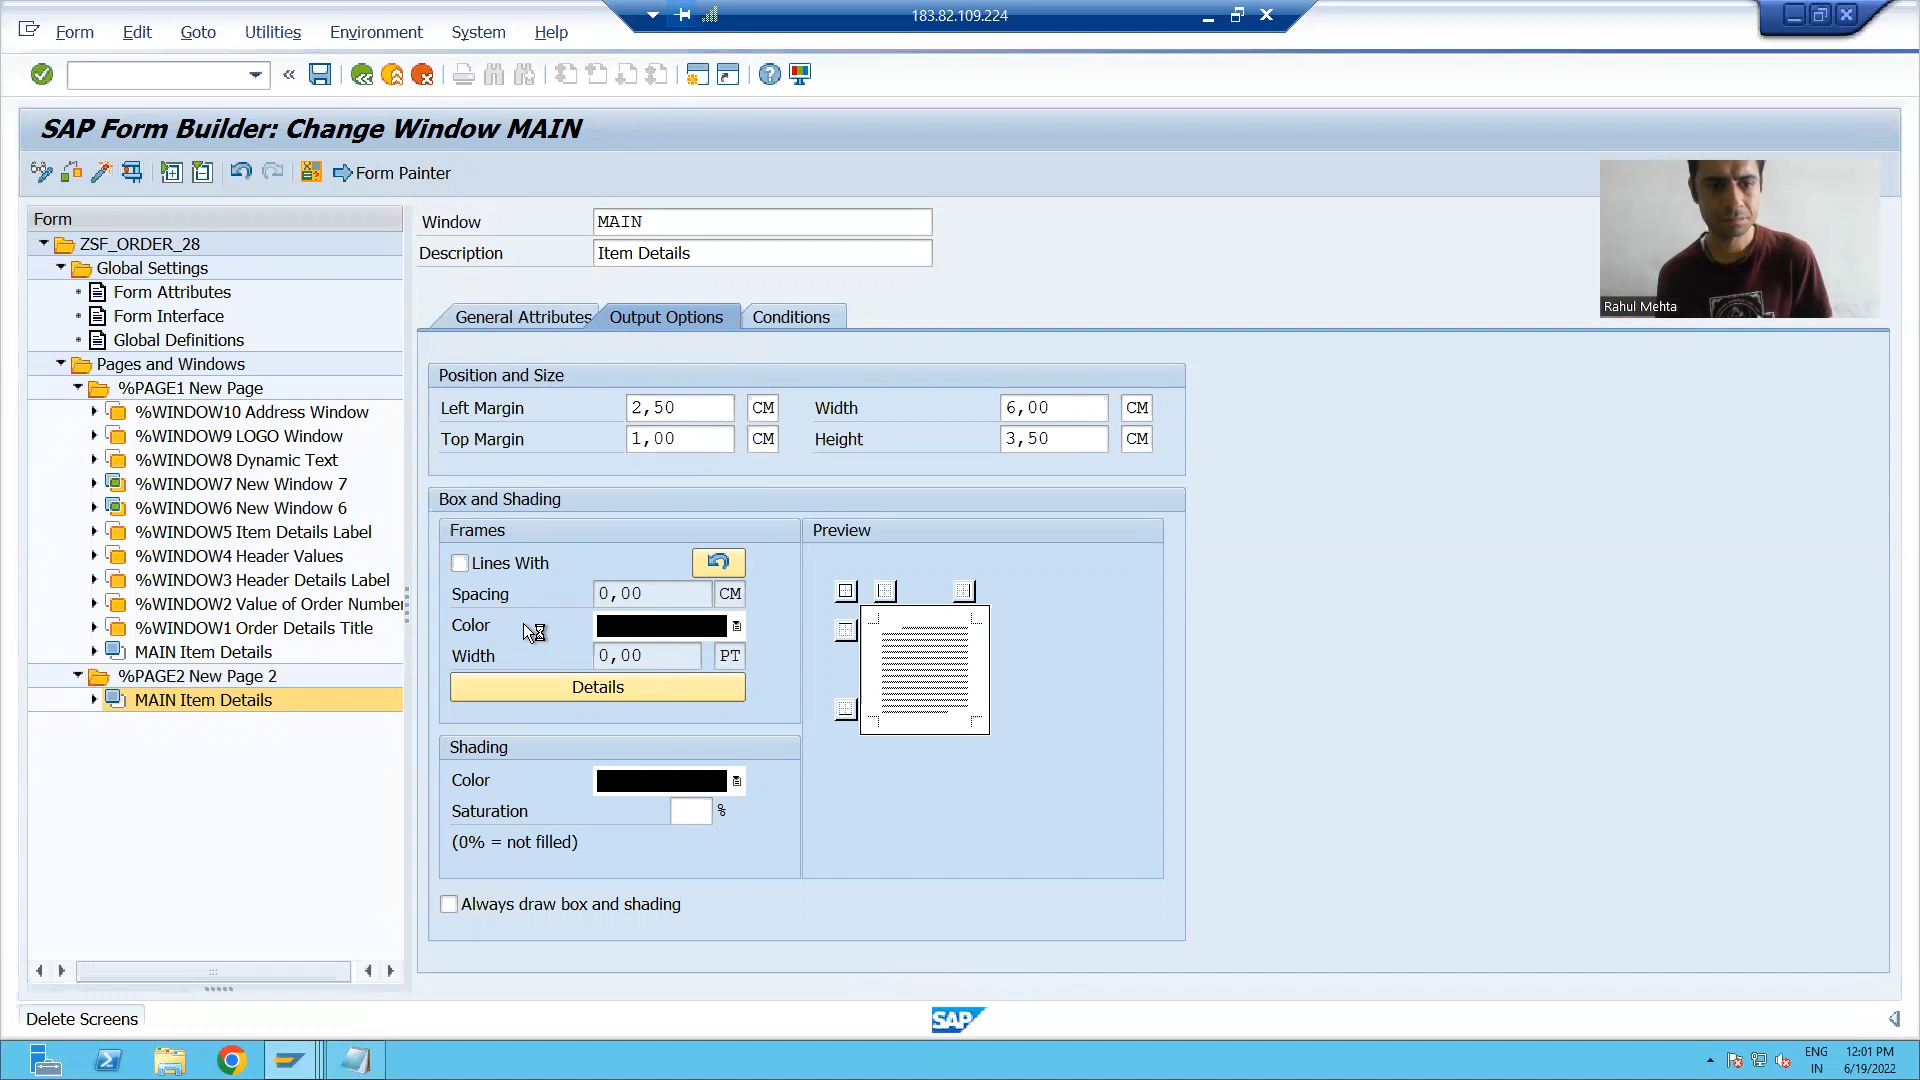 183.82.109.224
Form Edit Goto Utilities Environment System Help
SAP Form Builder: Change Window MAIN
Form Painter
Form
ZSF_ORDER_28
Global Settings
Form Attributes
Form Interface
Global Definitions
Pages and Windows
%PAGE1 New Page
%WINDOW10 Address Window
%WINDOW9 LOGO Window
%WINDOW8 Dynamic Text
%WINDOW7 New Window 7
%WINDOW6 New Window 6
%WINDOW5 Item Details Label
%WINDOW4 Header Values
%WINDOW3 Header Details Label
%WINDOW2 Value of Order Number
%WINDOW1 Order Details Title
MAIN Item Details
%PAGE2 New Page 2
MAIN Item Details
Window MAIN
Description Item Details
General Attributes Output Options Conditions
Position and Size
Left Margin 2,50 CM Width 6,00 CM
Top Margin 1,00 CM Height 3,50 CM
Box and Shading
Frames
Lines With
Spacing 0,00 CM
Color
Width 0,00 PT
Details
Preview
Shading
Color
Saturation %
(0% = not filled)
Always draw box and shading
Rahul Mehta
Delete Screens
SAP
ENG 12:01 PM
IN 6/19/2022